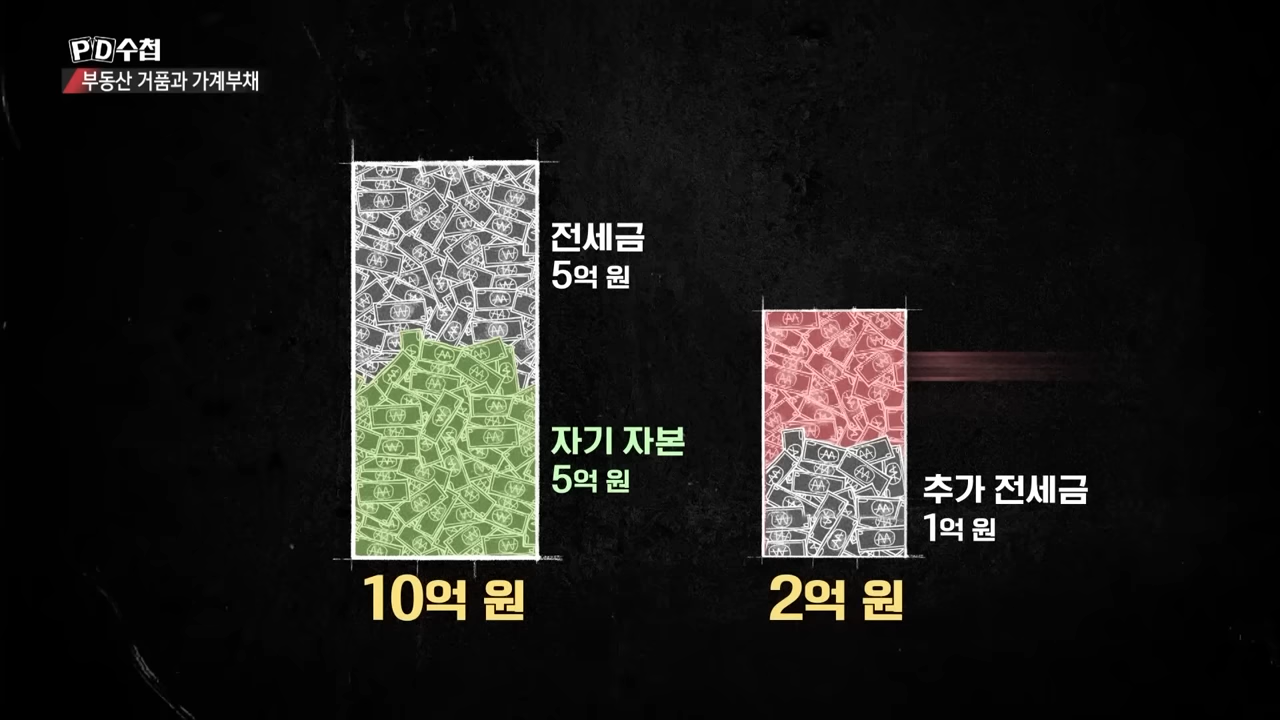 PD수첩
부동산 거품과 가계부채
전세금
5억 원
자기 자본
5억 원
10억 원
추가 전세금
1억 원
2억 원